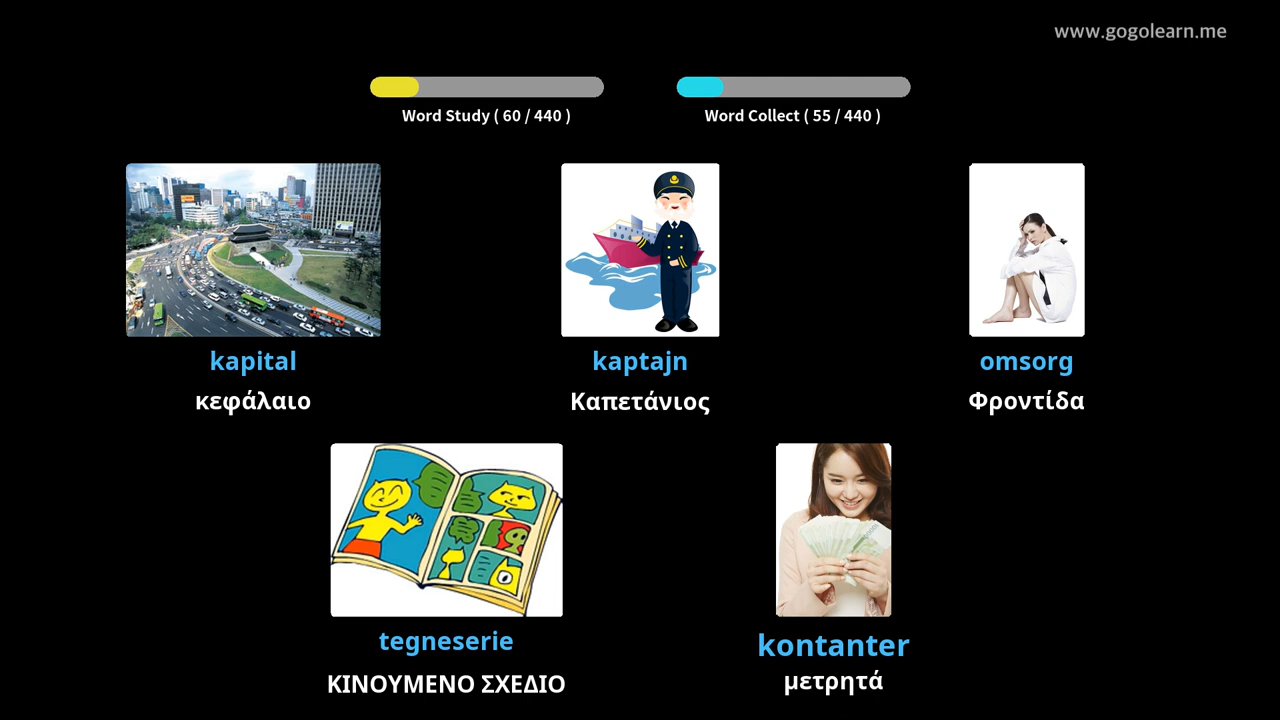 www.gogolearn.me
Word Study ( 60 / 440 )
Word Collect ( 55 / 440 )
kapital
kaptajn
omsorg
κεφάλαιο
Καπετάνιος
Φροντίδα
tegneserie
kontanter
ΚΙΝΟΥΜΕΝΟ ΣΧΕΔΙΟ
μετρητά